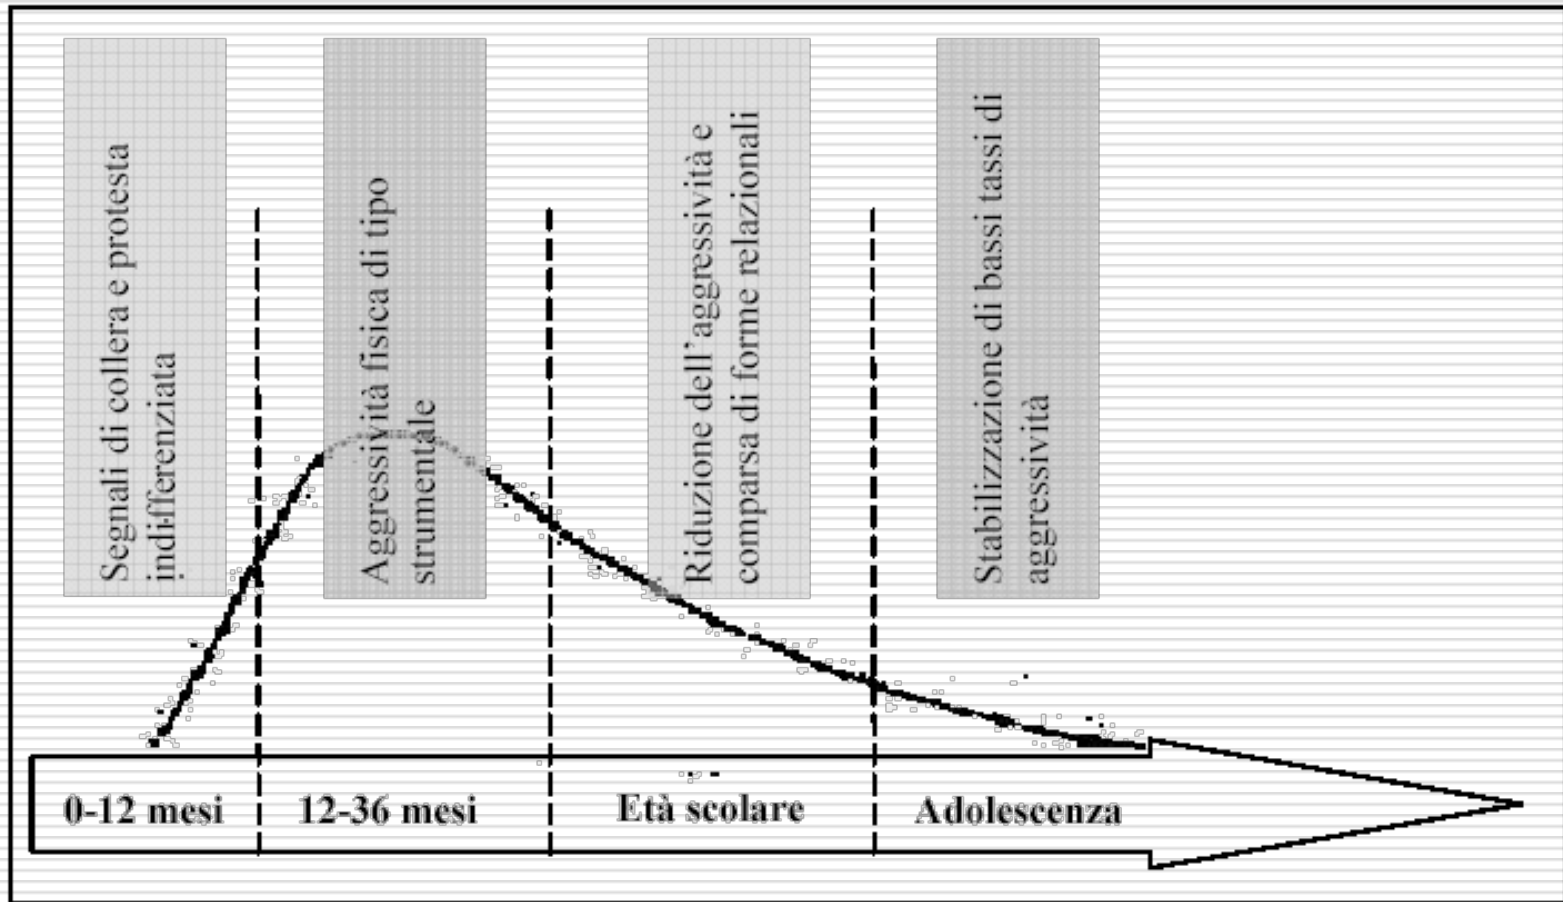 Segnali di collera e protesta
indifferenziata
Aggressività fisica di tipo
strumentale
Riduzione dell'aggressività e
comparsa di forme relazionali
Stabilizzazione di bassi tassi di
aggressività
0-12 mesi
12-36 mesi
Età scolare
Adolescenza